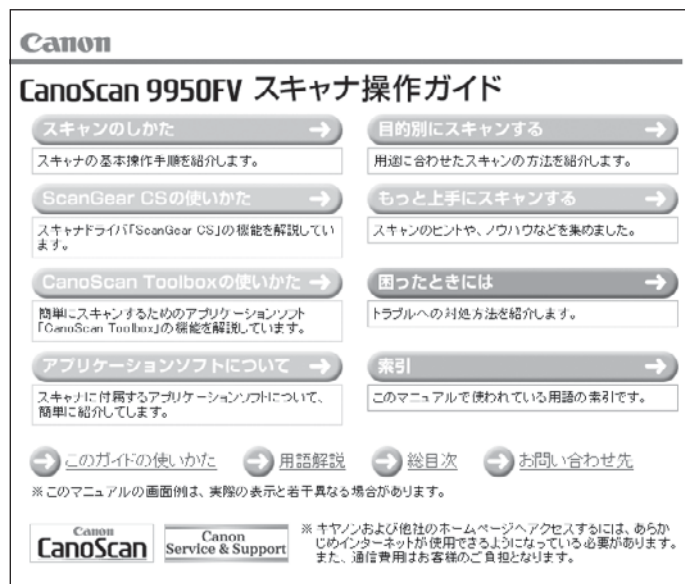 Canon
CanoScan 9950FV スキャナ操作ガイド
スキャンのしかた
スキャナの基本操作手順を紹介します。
ScanGear CSの使いかた
スキャナドライバ「ScanGear CS」の機能を解説してい
ます。
CanoScan Toolboxの使いかた
簡単にスキャンするためのアプリケーションソフト
「CanoScan Toolbox」の機能を解説しています。
アプリケーションソフトについて
スキャナに付属するアプリケーションソフトについて、
簡単に紹介してします。
目的別にスキャンする
用途に合わせたスキャンの方法を紹介します。
もっと上手にスキャンする
スキャンのヒントや、ノウハウなどを集めました。
困ったときには
トラブルへの対処方法を紹介します。
索引
このマニュアルで使われている用語の索引です。
このガイドの使いかた
用語解説
総目次
お問い合わせ先
※このマニュアルの画面例は、実際の表示と若干異なる場合があります。
Canon
CanoScan
Canon
Service & Support
※キヤノンおよび他社のホームページへアクセスするには、あらか
じめインターネットが使用できるようになっている必要があります。
また、通信費用はお客様のご負担となります。